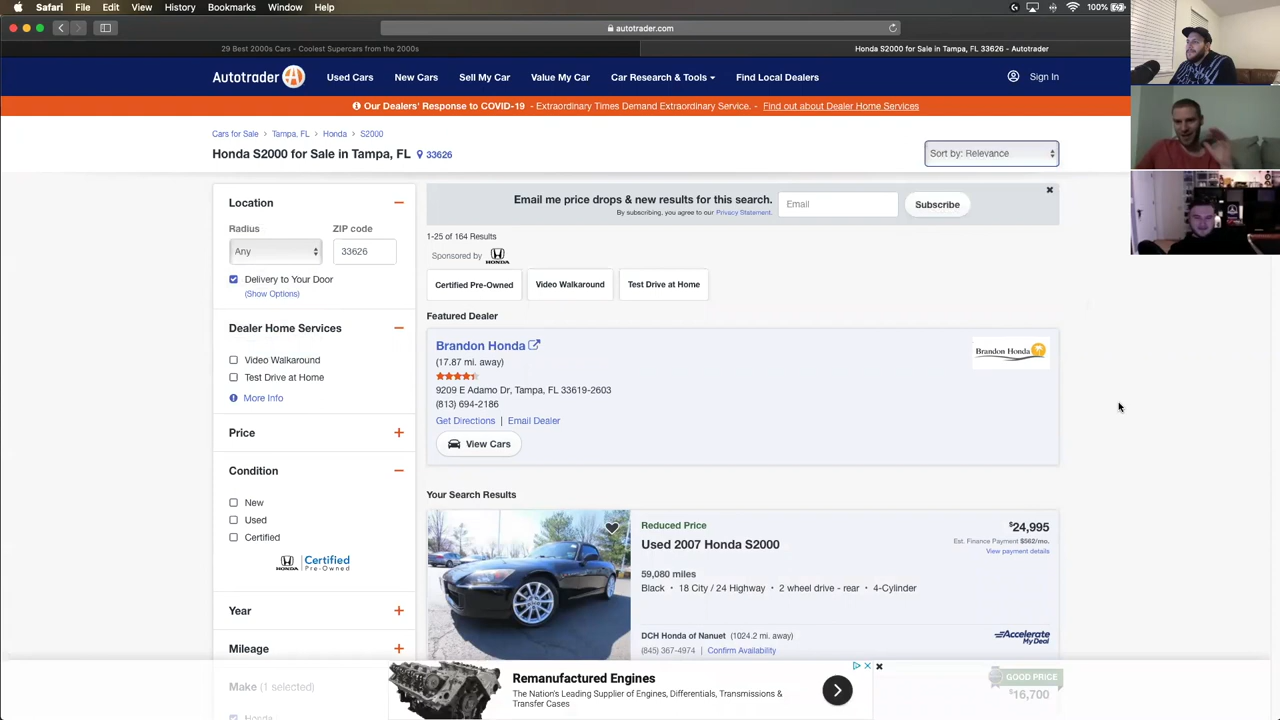 Safari File Edit View History Bookmarks Window Help 100%
autotrader.com
29 Best 2000s Cars - Coolest Supercars from the 2000s
Honda S2000 for Sale in Tampa, FL 33626 - Autotrader
Autotrader Used Cars New Cars Sell My Car Value My Car Car Research & Tools Find Local Dealers Sign In
Our Dealers' Response to COVID-19 - Extraordinary Times Demand Extraordinary Service. - Find out about Dealer Home Services
Cars for Sale > Tampa, FL > Honda > S2000
Honda S2000 for Sale in Tampa, FL 33626
Sort by: Relevance
Location
Radius ZIP code
Any 33626
Delivery to Your Door
(Show Options)
Dealer Home Services
Video Walkaround
Test Drive at Home
More Info
Price
Condition
New
Used
Certified
HONDA Certified Pre-Owned
Year
Mileage
Make (1 selected)
Honda
Email me price drops & new results for this search.
By subscribing, you agree to our Privacy Statement.
Email
Subscribe
1-25 of 164 Results
Sponsored by HONDA
Certified Pre-Owned Video Walkaround Test Drive at Home
Featured Dealer
Brandon Honda
(17.87 mi. away)
9209 E Adamo Dr, Tampa, FL 33619-2603
(813) 694-2186
Get Directions | Email Dealer
View Cars
Brandon Honda
Your Search Results
Reduced Price
Used 2007 Honda S2000
$24,995
Est. Finance Payment $562/mo.
View payment details
59,080 miles
Black · 18 City / 24 Highway · 2 wheel drive - rear · 4-Cylinder
DCH Honda of Nanuet (1024.2 mi. away)
(845) 367-4974 | Confirm Availability
Accelerate My Deal
Remanufactured Engines
The Nation's Leading Supplier of Engines, Differentials, Transmissions &
Transfer Cases
GOOD PRICE
$16,700